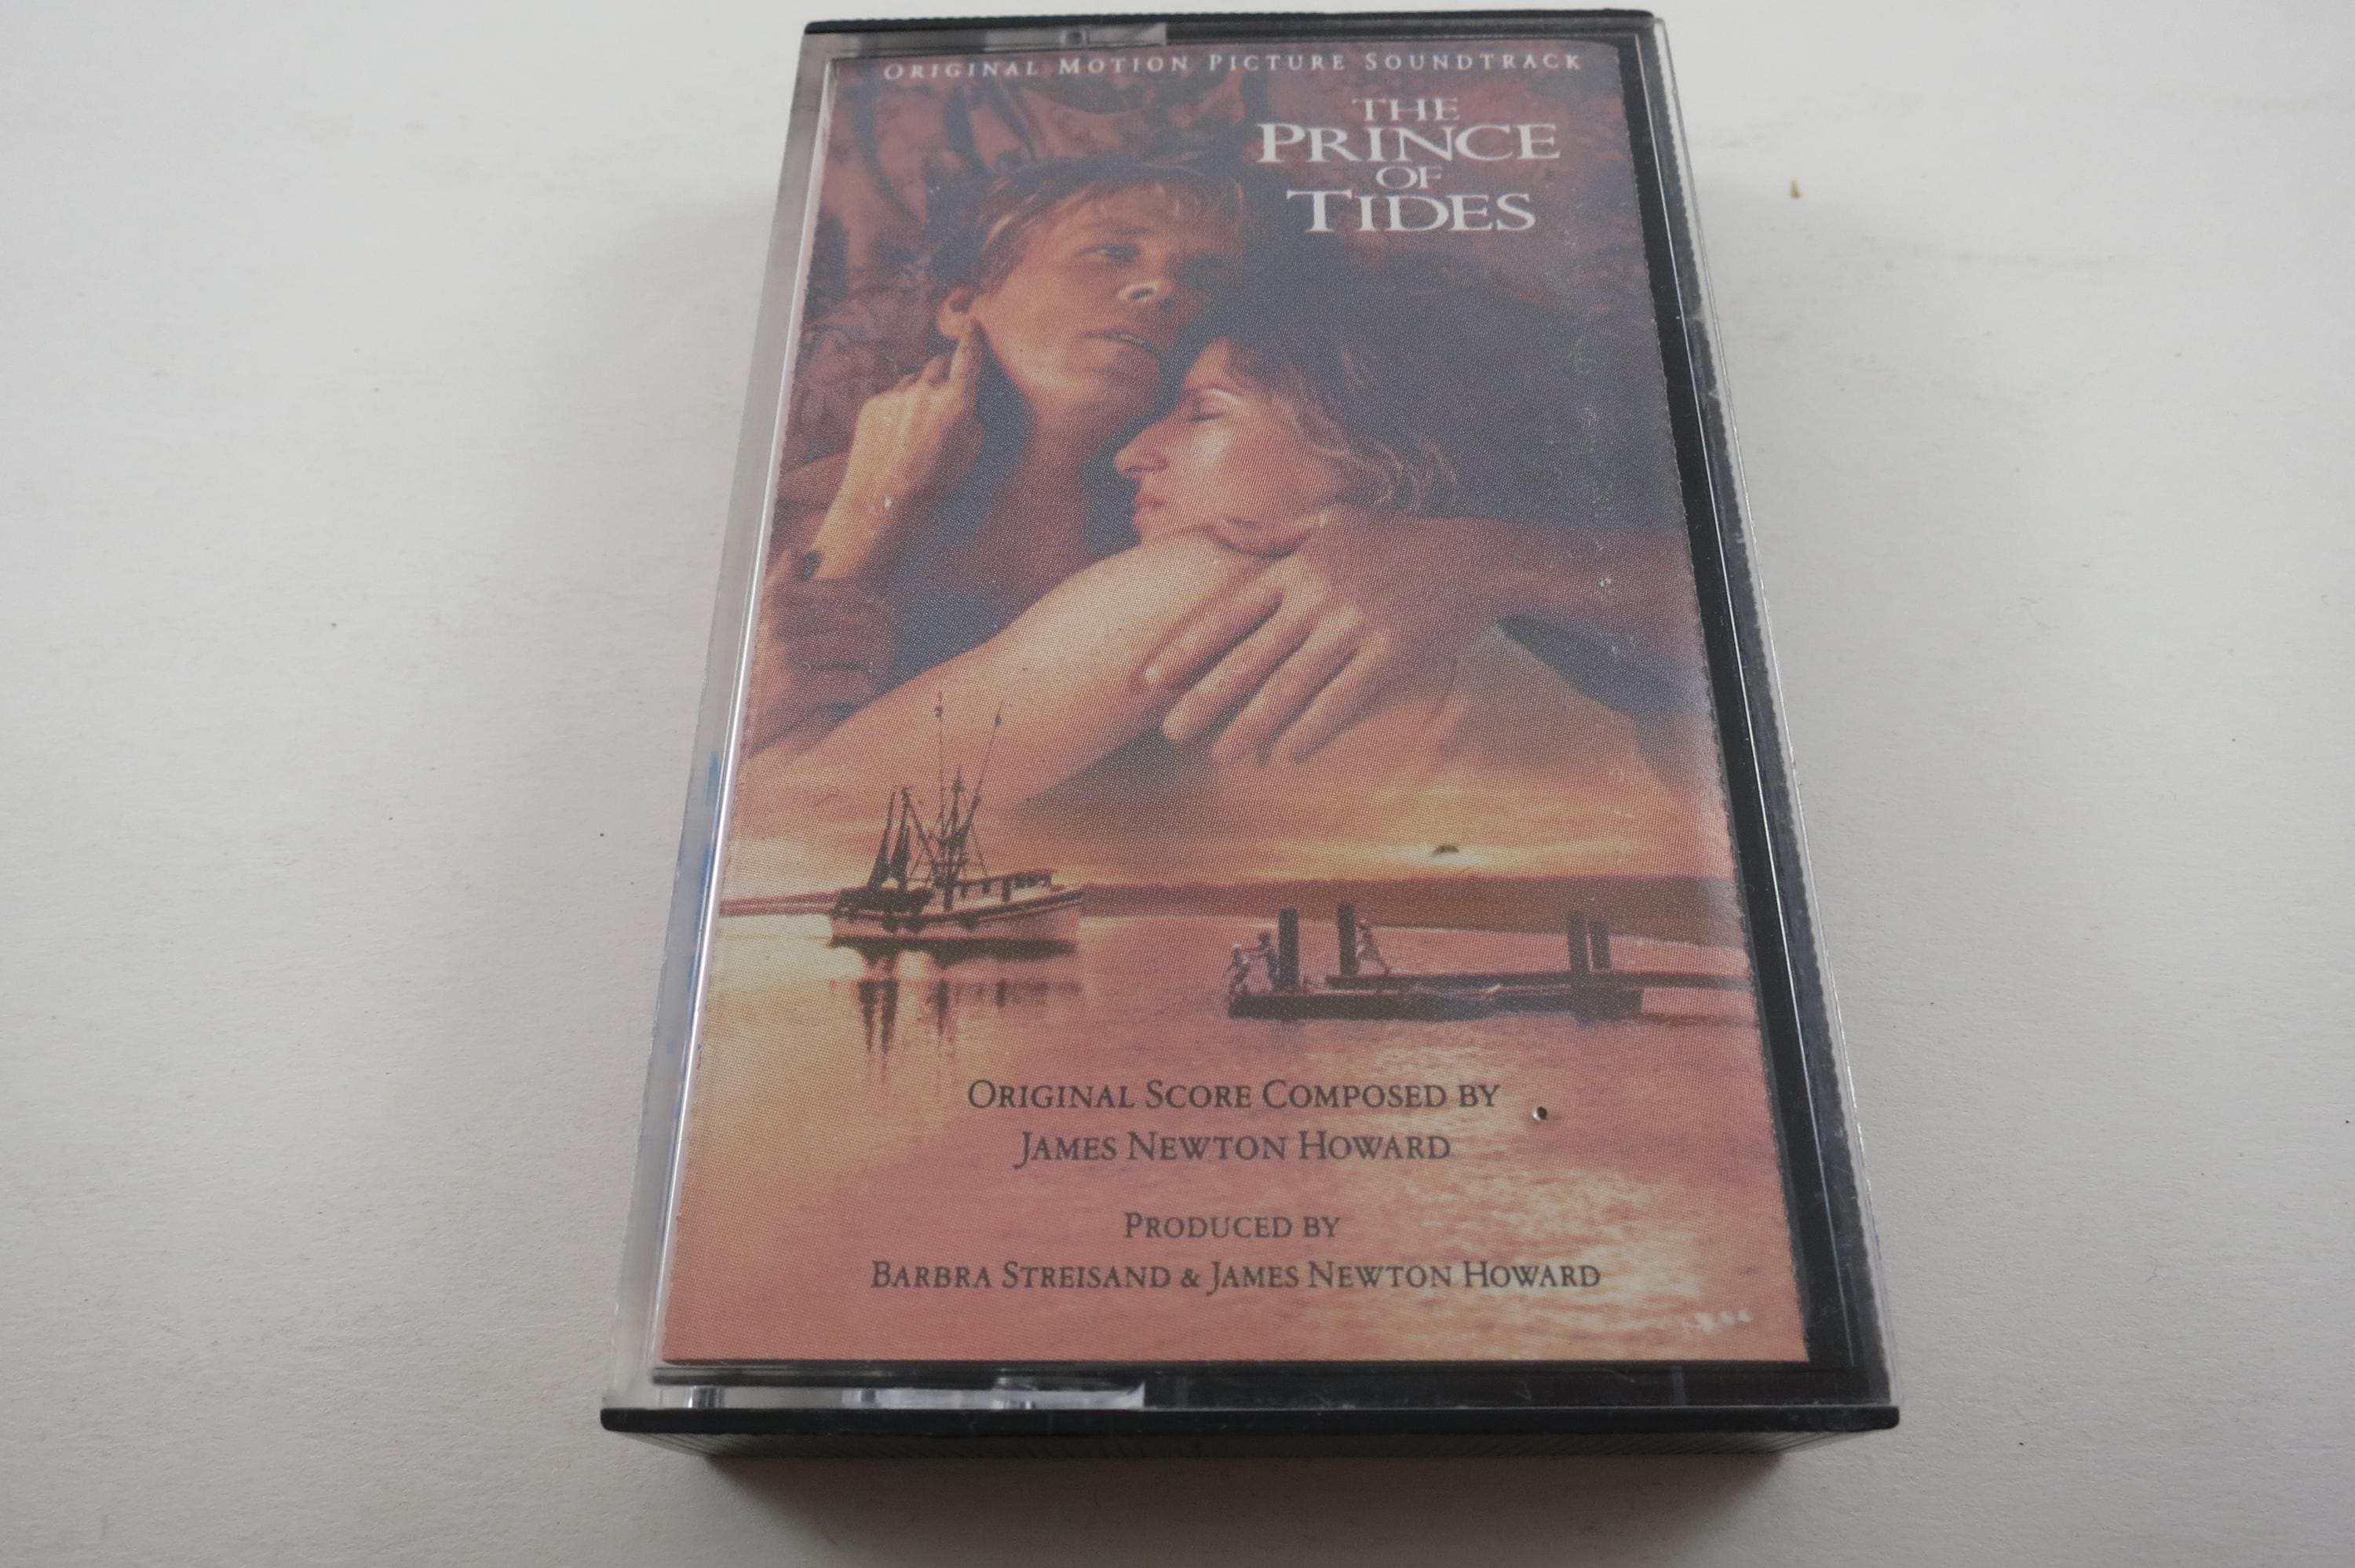 ORIGINAL MOTION PICTURE SOUNDTRACK
THE
PRINCE
OF
TIDES
ORIGINAL SCORE COMPOSED BY
JAMES NEWTON HOWARD
PRODUCED BY
BARBRA STREISAND & JAMES NEWTON HOWARD